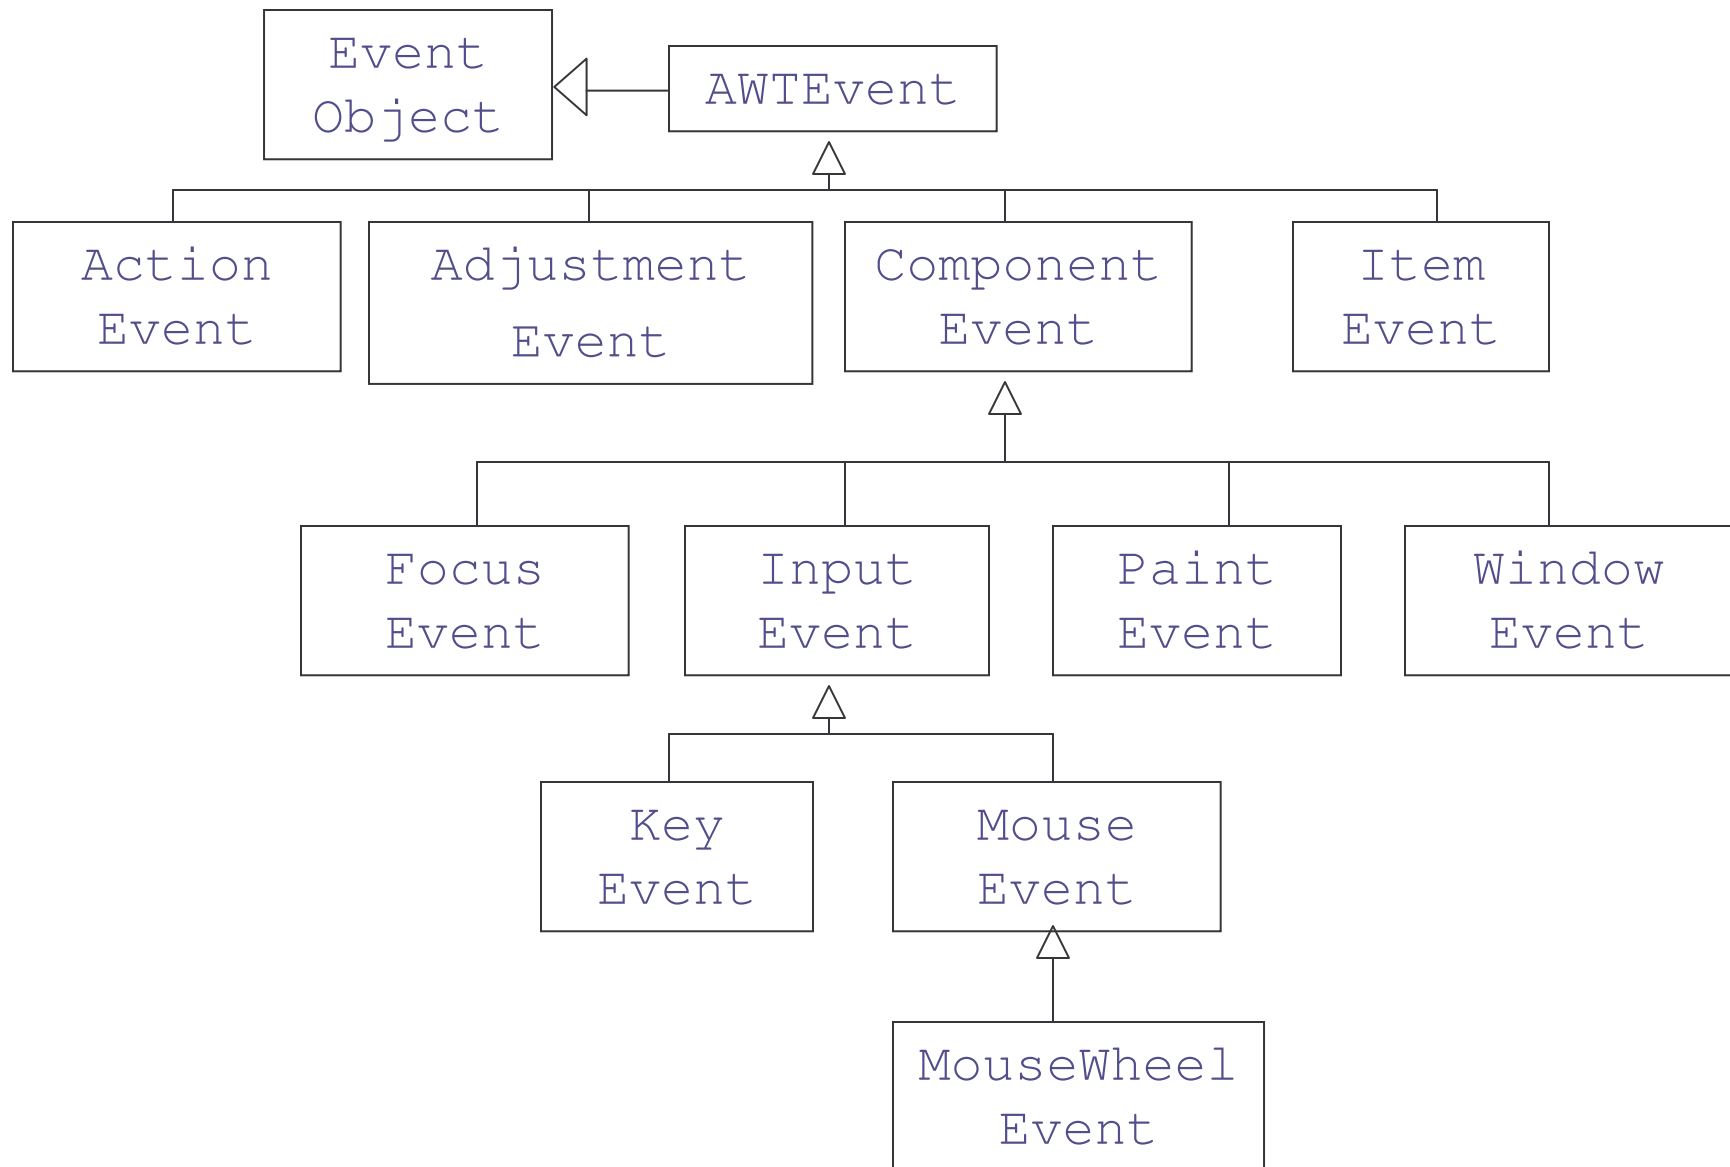 Event
Object
AWTEvent
Action
Event
Adjustment
Event
Component
Event
Item
Event
Focus
Event
Input
Event
Paint
Event
Window
Event
Key
Event
Mouse
Event
MouseWheel
Event